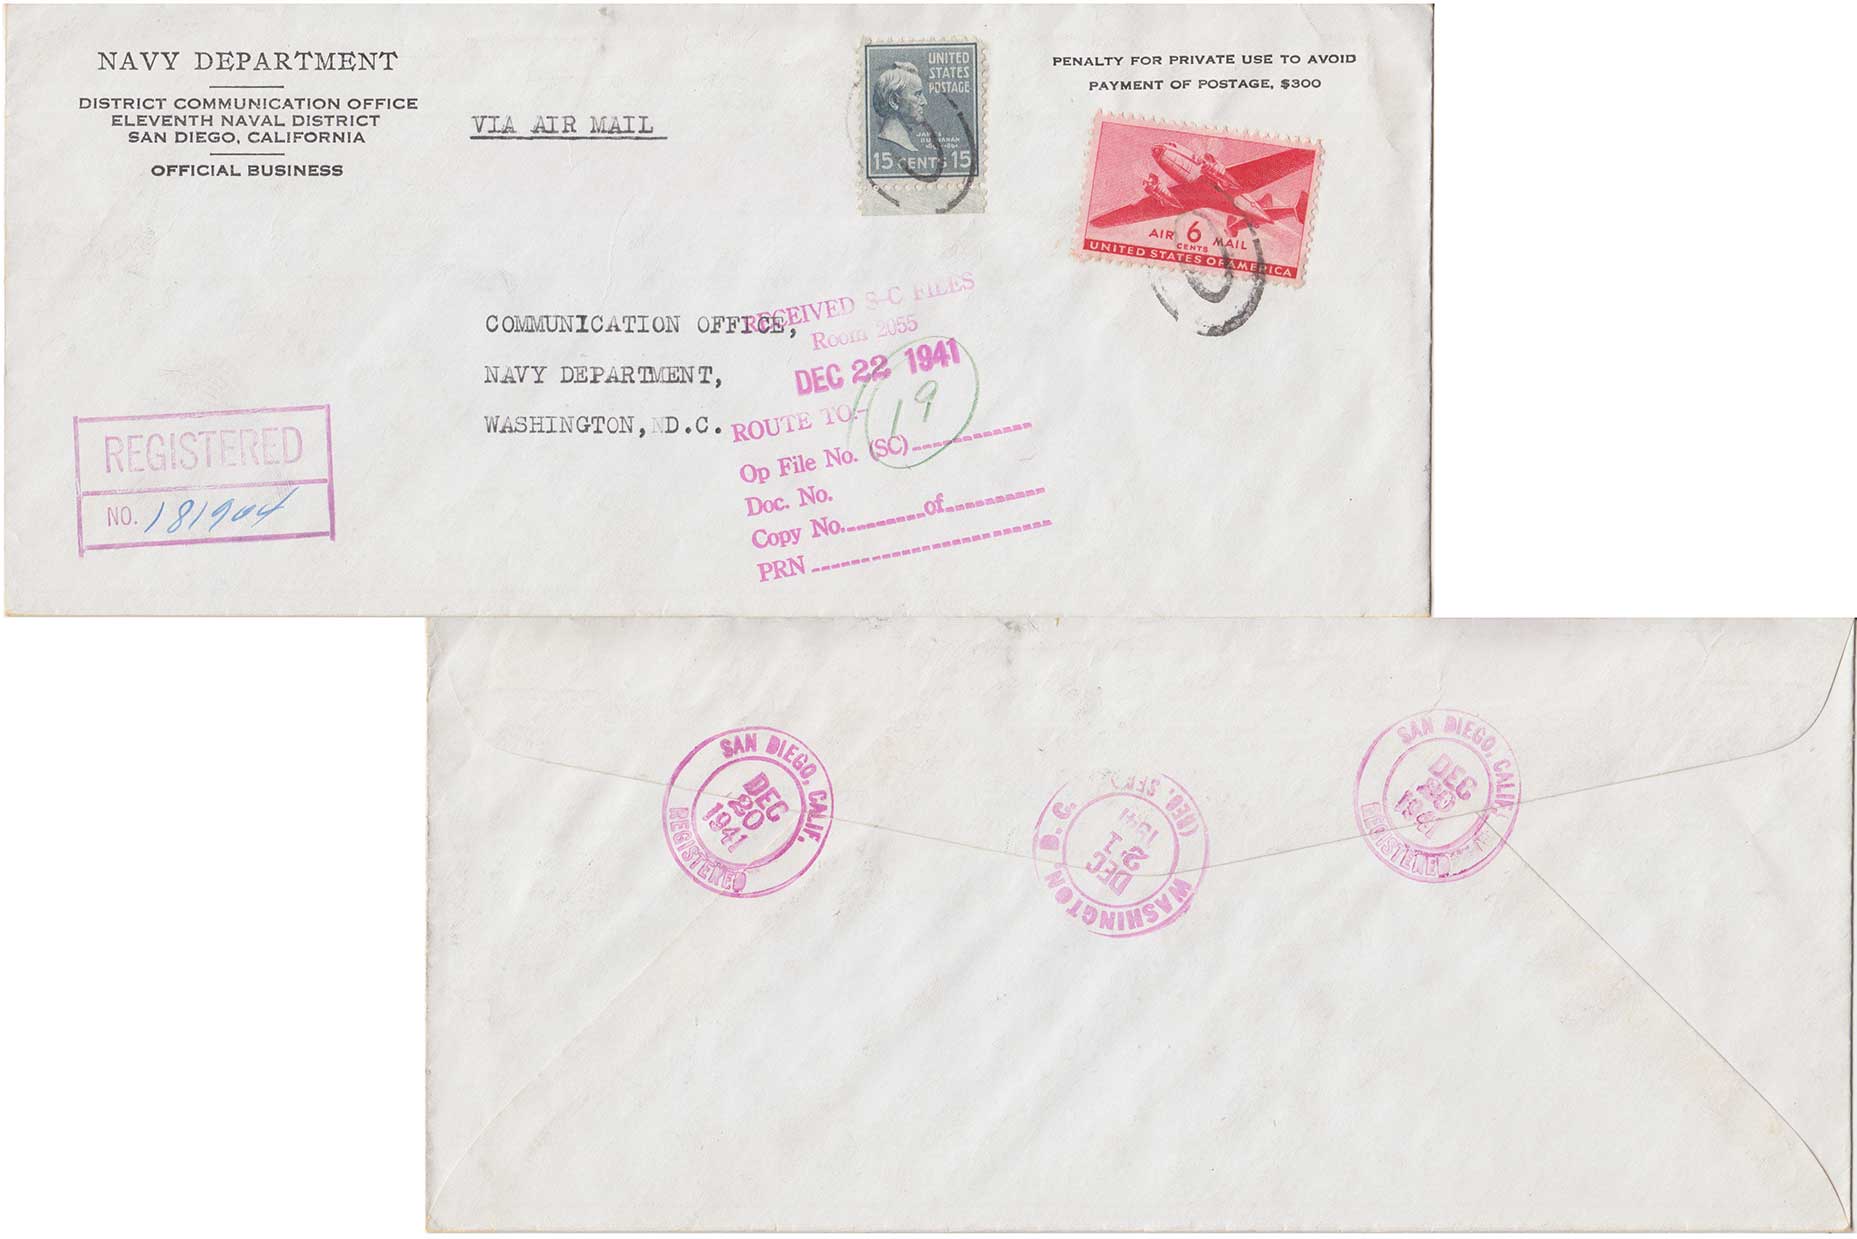 NAVY DEPARTMENT
DISTRICT COMMUNICATION OFFICE
ELEVENTH NAVAL DISTRICT
SAN DIEGO, CALIFORNIA
OFFICIAL BUSINESS
VIA AIR MAIL
UNITED
STATES
POSTAGE
JAMES
BUCHANAN
15 CENTS 15
PENALTY FOR PRIVATE USE TO AVOID
PAYMENT OF POSTAGE, $300
AIR 6 MAIL
CENTS
UNITED STATES OF AMERICA
COMMUNICATION OFFICE,
NAVY DEPARTMENT,
WASHINGTON, D.C.
RECEIVED S-C FILES
Room 2055
DEC 22 1941
19
ROUTE TO:-
Op File No. (SC)
Doc. No.
Copy No. of
PRN
REGISTERED
NO. 181904
SAN DIEGO, CALIF.
DEC
20
1941
REGISTERED
WASHINGTON, D.C.
DEC
21
1941
SAN DIEGO, CALIF.
DEC
20
1941
REGISTERED